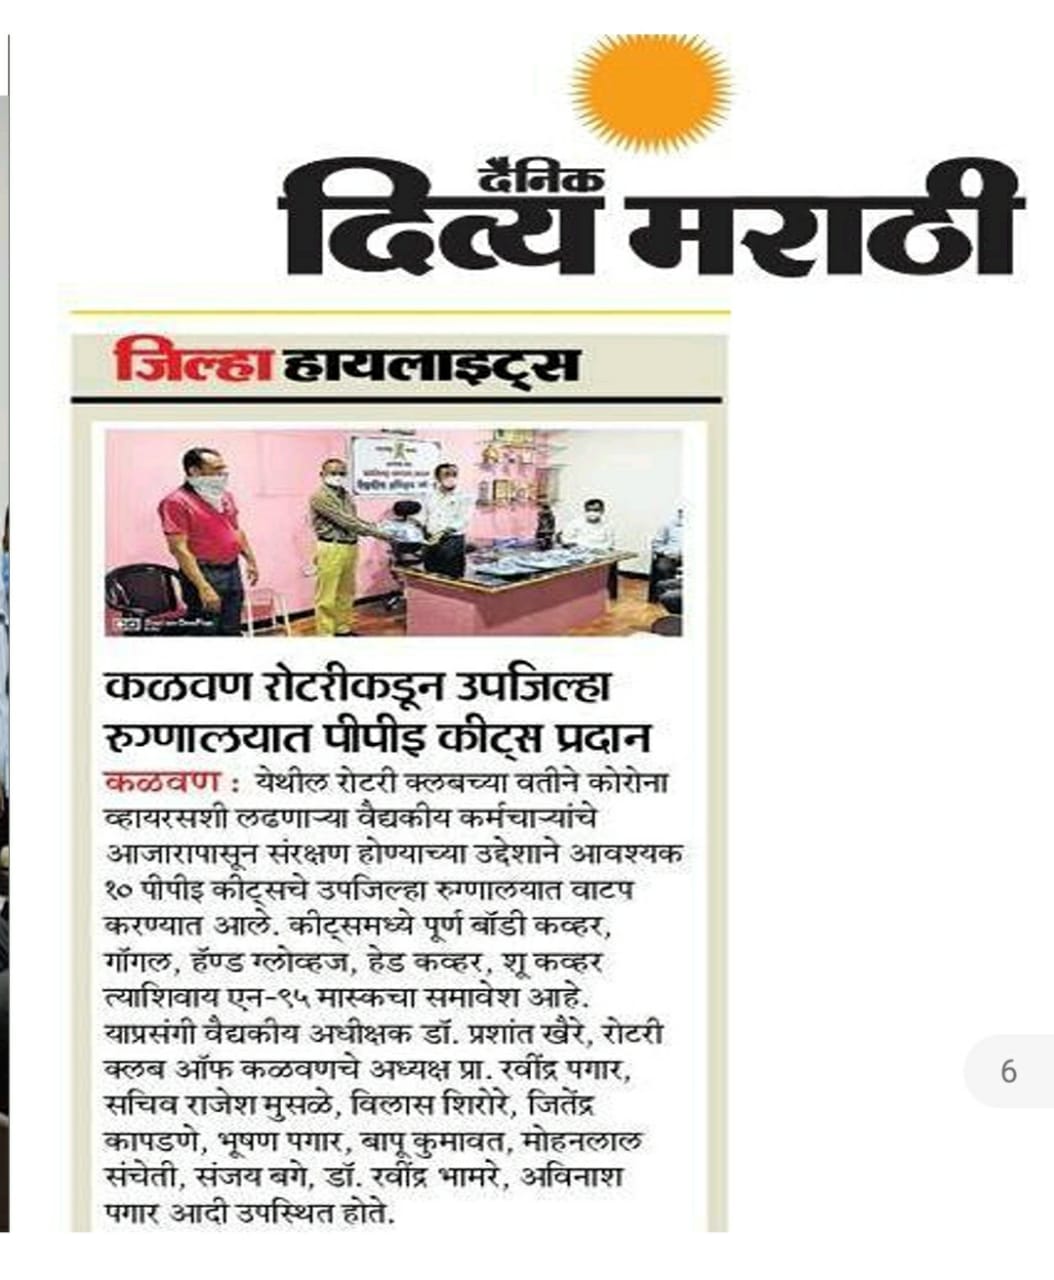 दैनिक
दिव्य मराठी
जिल्हा हायलाइट्स
कळवण रोटरीकडून उपजिल्हा
रुग्णालयात पीपीइ कीट्स प्रदान
कळवण : येथील रोटरी क्लबच्या वतीने कोरोना
व्हायरसशी लढणाऱ्या वैद्यकीय कर्मचाऱ्यांचे
आजारापासून संरक्षण होण्याच्या उद्देशाने आवश्यक
१० पीपीइ कीट्सचे उपजिल्हा रुग्णालयात वाटप
करण्यात आले. कीट्समध्ये पूर्ण बॉडी कव्हर,
गॉगल, हॅण्ड ग्लोव्हज, हेड कव्हर, शू कव्हर
त्याशिवाय एन-९५ मास्कचा समावेश आहे.
याप्रसंगी वैद्यकीय अधीक्षक डॉ. प्रशांत खैरे, रोटरी
क्लब ऑफ कळवणचे अध्यक्ष प्रा. रवींद्र पगार,
सचिव राजेश मुसळे, विलास शिरोरे, जितेंद्र
कापडणे, भूषण पगार, बापू कुमावत, मोहनलाल
संचेती, संजय बगे, डॉ. रवींद्र भामरे, अविनाश
पगार आदी उपस्थित होते.
6